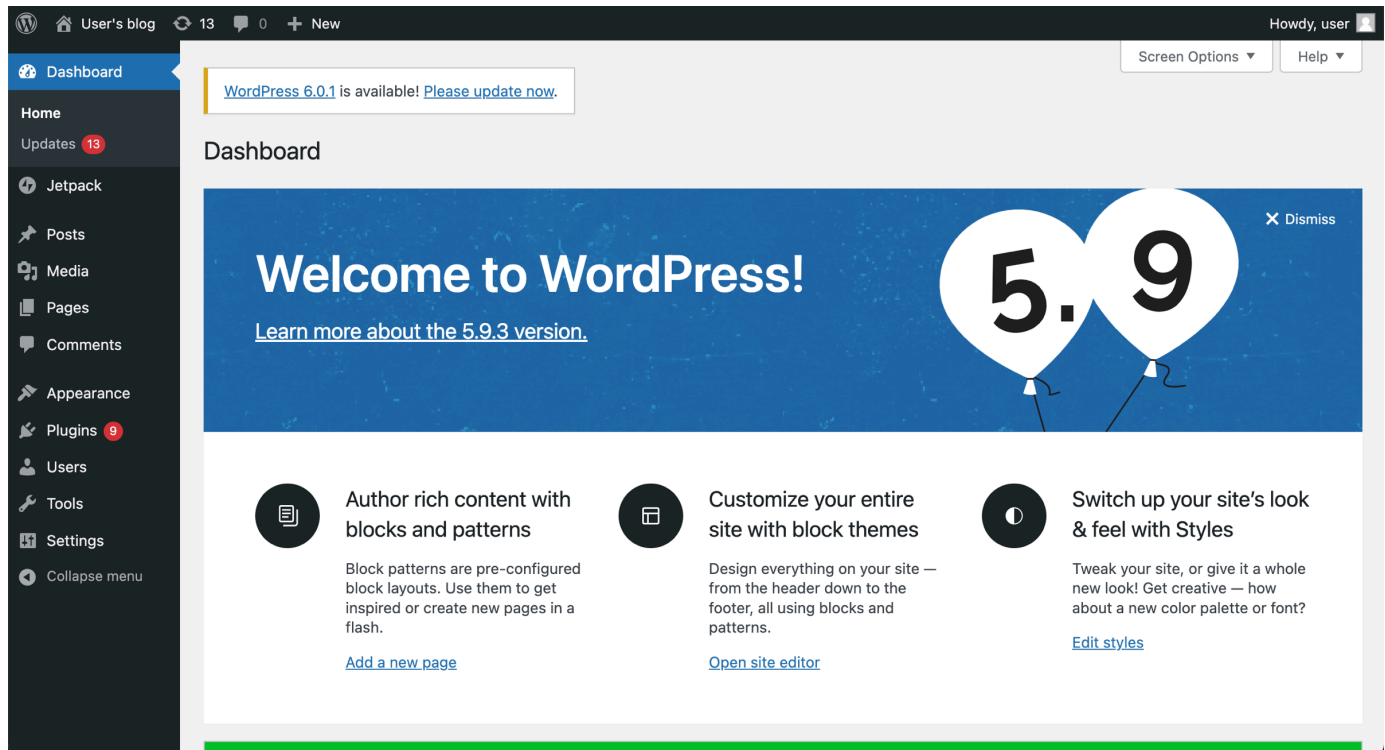 User's blog 13 0 New
Howdy, user
Screen Options Help
Dashboard
Home
Updates 13
Jetpack
Posts
Media
Pages
Comments
Appearance
Plugins 9
Users
Tools
Settings
Collapse menu
WordPress 6.0.1 is available! Please update now.
Dashboard
Dismiss
Welcome to WordPress!
Learn more about the 5.9.3 version.
5.9
Author rich content with
blocks and patterns
Block patterns are pre-configured
block layouts. Use them to get
inspired or create new pages in a
flash.
Add a new page
Customize your entire
site with block themes
Design everything on your site —
from the header down to the
footer, all using blocks and
patterns.
Open site editor
Switch up your site’s look
& feel with Styles
Tweak your site, or give it a whole
new look! Get creative — how
about a new color palette or font?
Edit styles